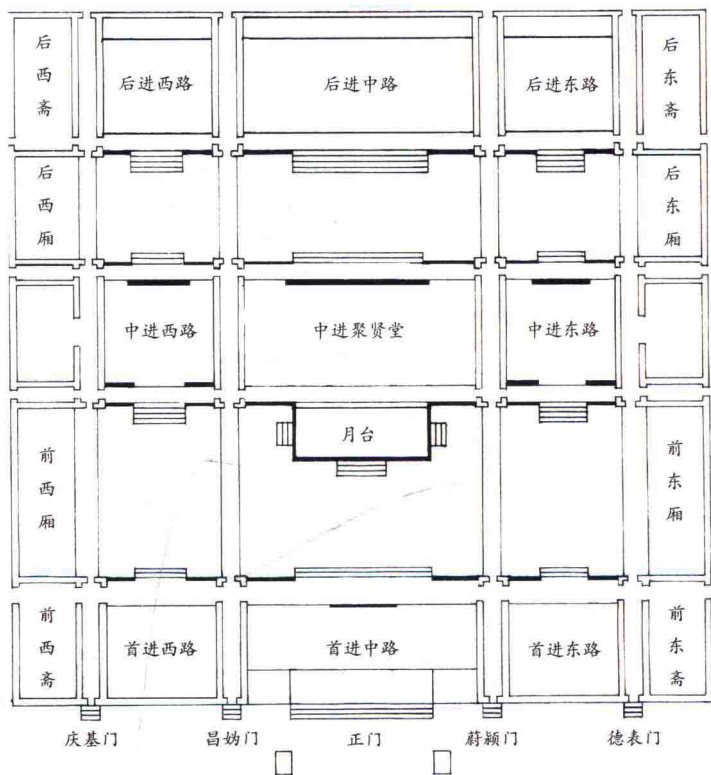 后西斋
后进西路
后进中路
后进东路
后东斋
后西厢
后东厢
中进西路
中进聚贤堂
中进东路
月台
前西厢
前东厢
前西斋
首进西路
首进中路
首进东路
前东斋
庆基门
昌妫门
正门
蔚颍门
德表门